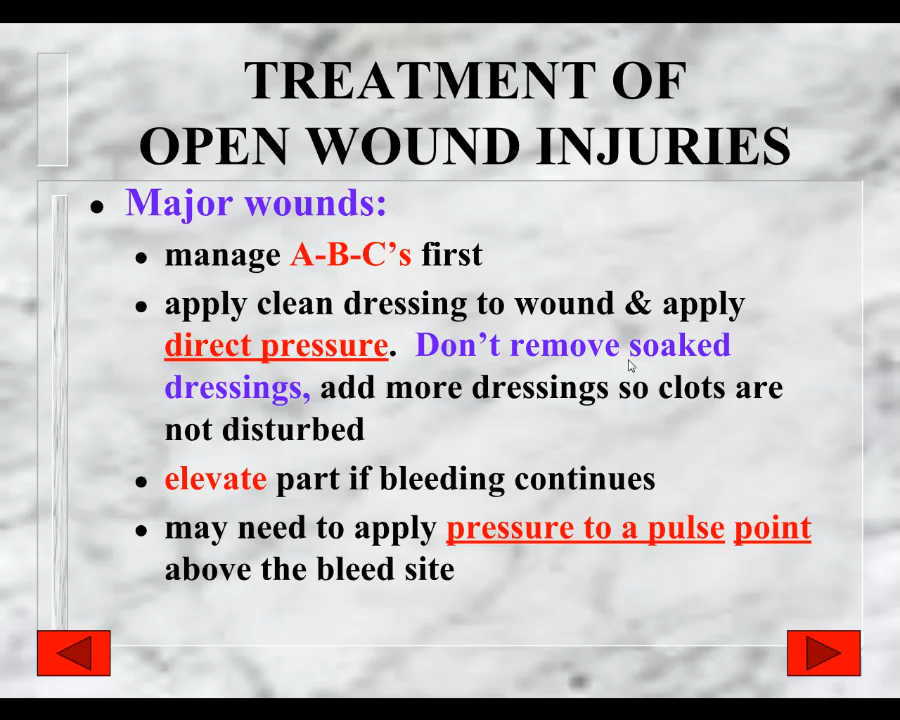 TREATMENT OF
OPEN WOUND INJURIES
• Major wounds:
• manage A-B-C’s first
• apply clean dressing to wound & apply
direct pressure. Don’t remove soaked
dressings, add more dressings so clots are
not disturbed
• elevate part if bleeding continues
• may need to apply pressure to a pulse point
above the bleed site